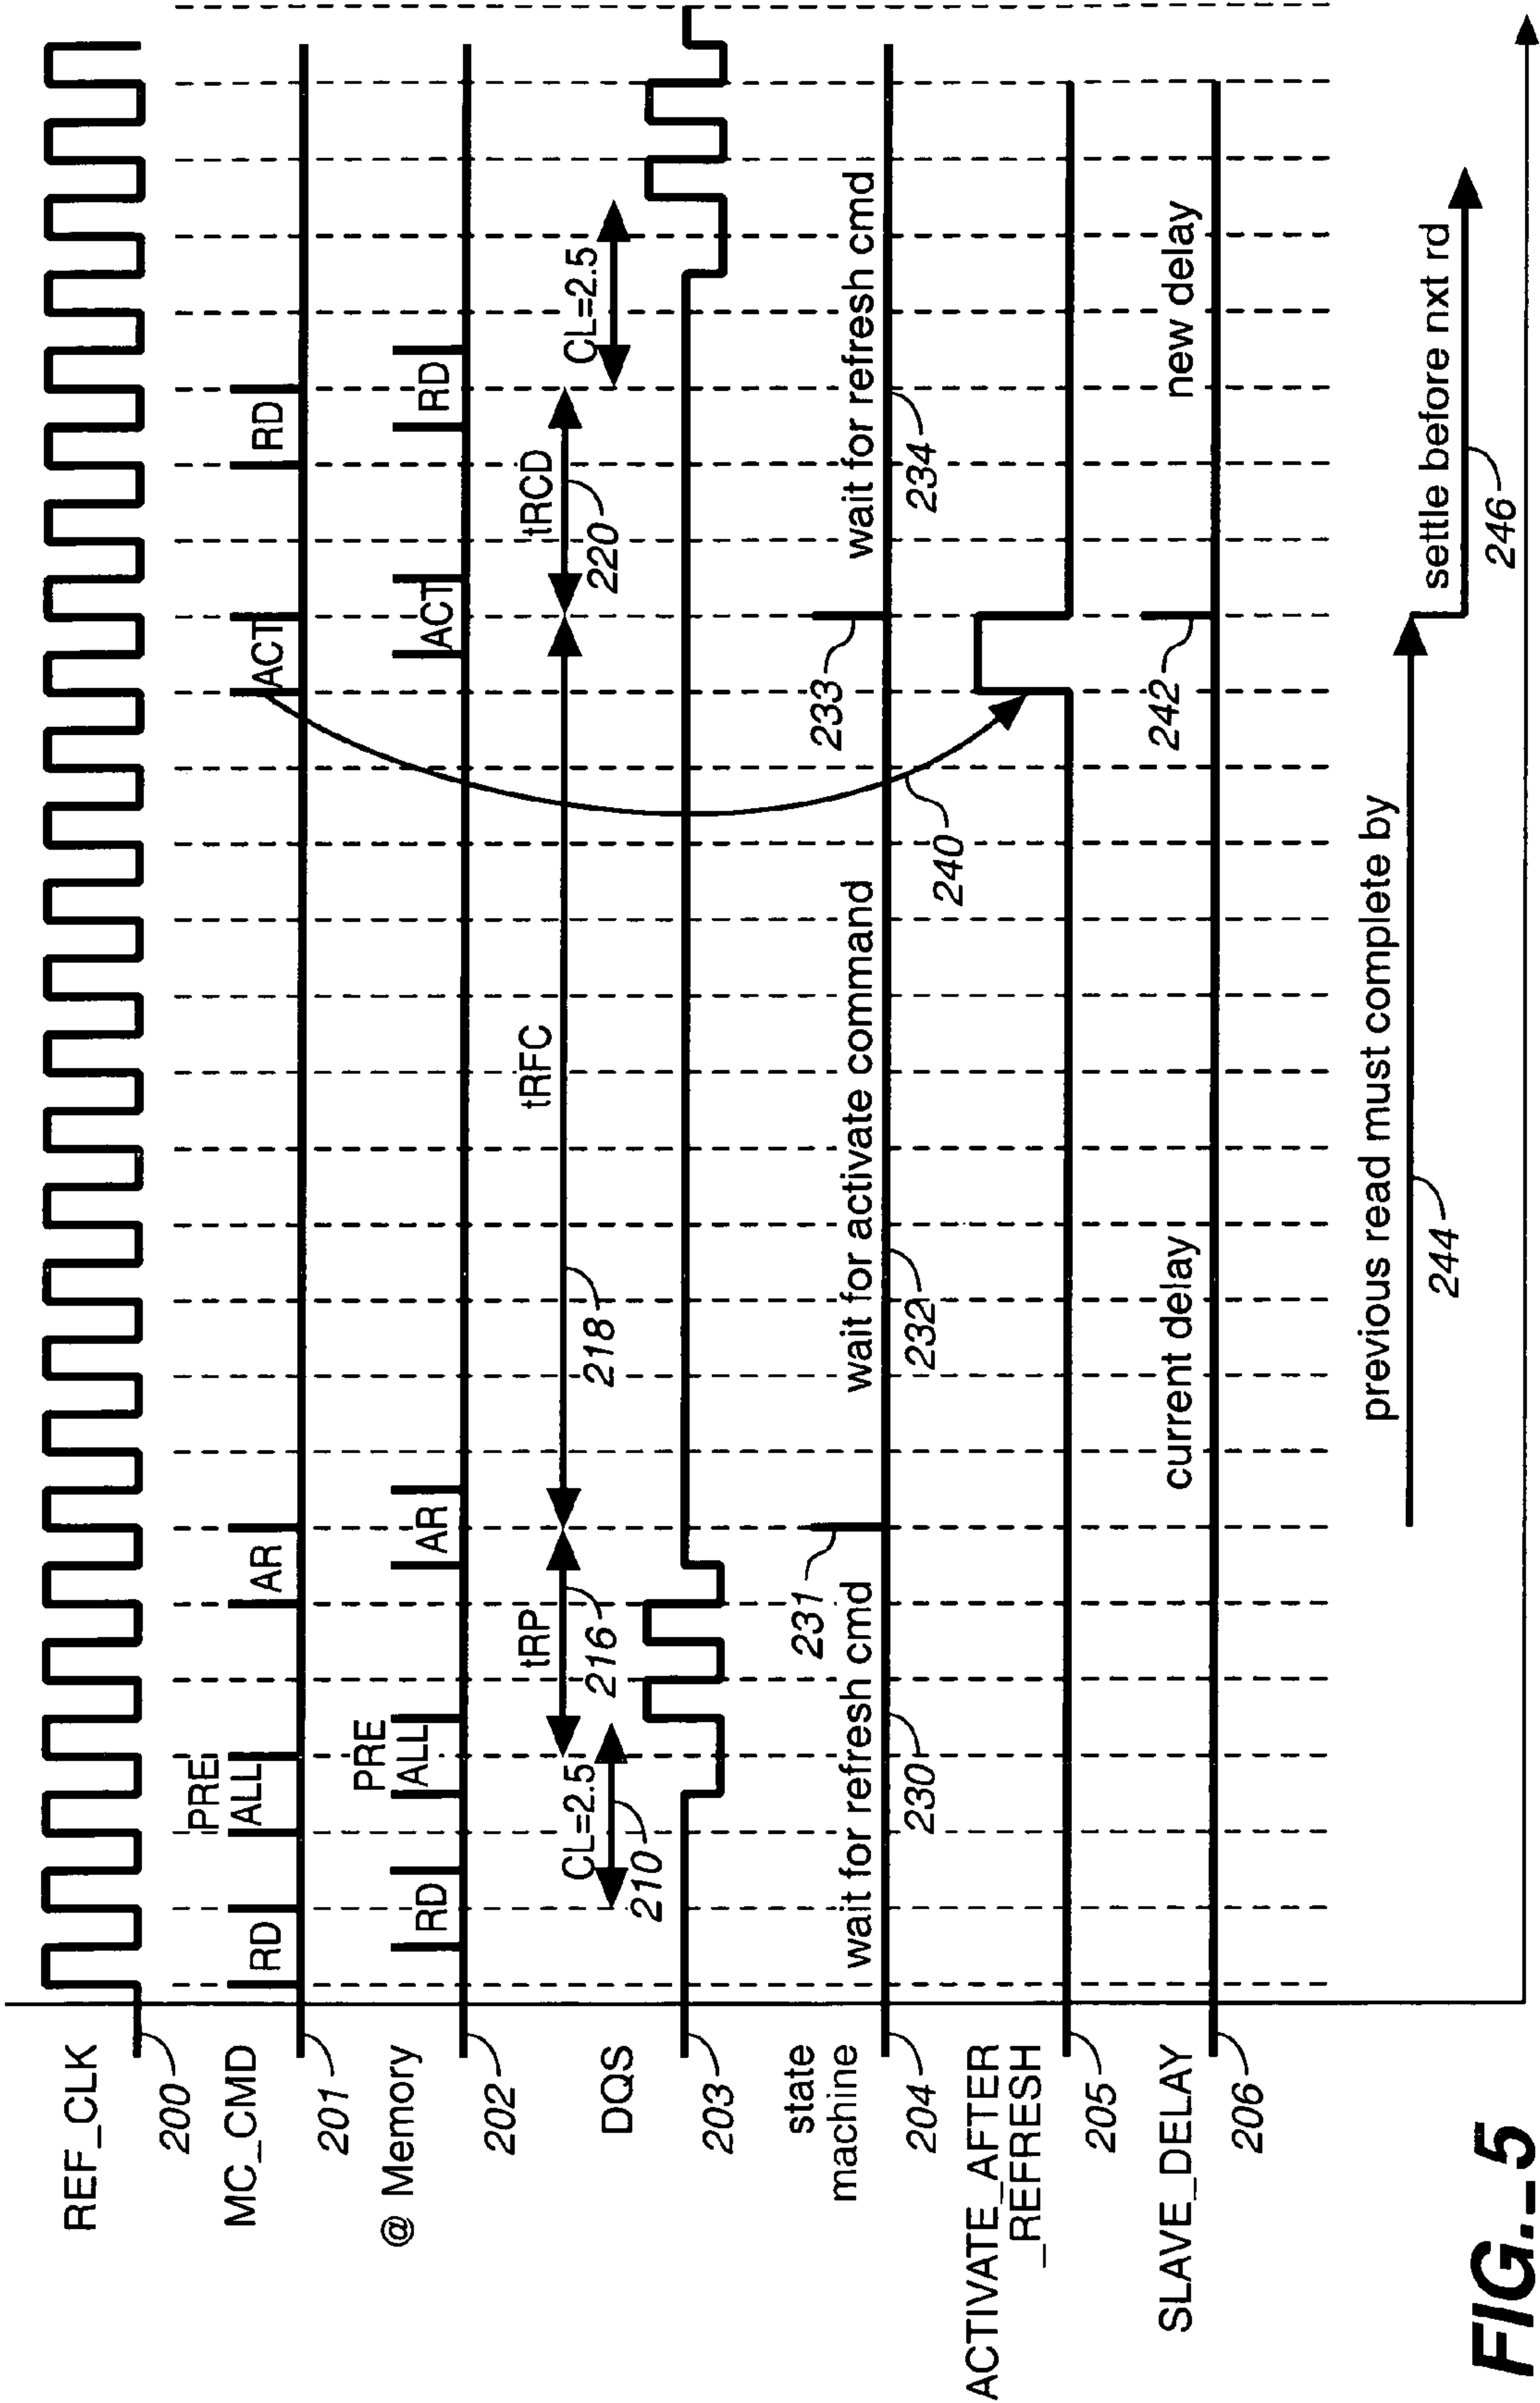 REF_CLK
200
MC_CMD
201
RD
PRE
ALL
AR
ACT
RD
@ Memory
202
RD
PRE
ALL
AR
ACT
RD
tRP
216
tRFC
218
tRCD
220
CL=2.5
210
CL=2.5
DQS
203
state
machine
204
wait for refresh cmd
230
231
wait for activate command
232
233
wait for refresh cmd
234
240
ACTIVATE_AFTER
_REFRESH
205
SLAVE_DELAY
206
current delay
242
new delay
previous read must complete by
244
settle before nxt rd
246
FIG._5